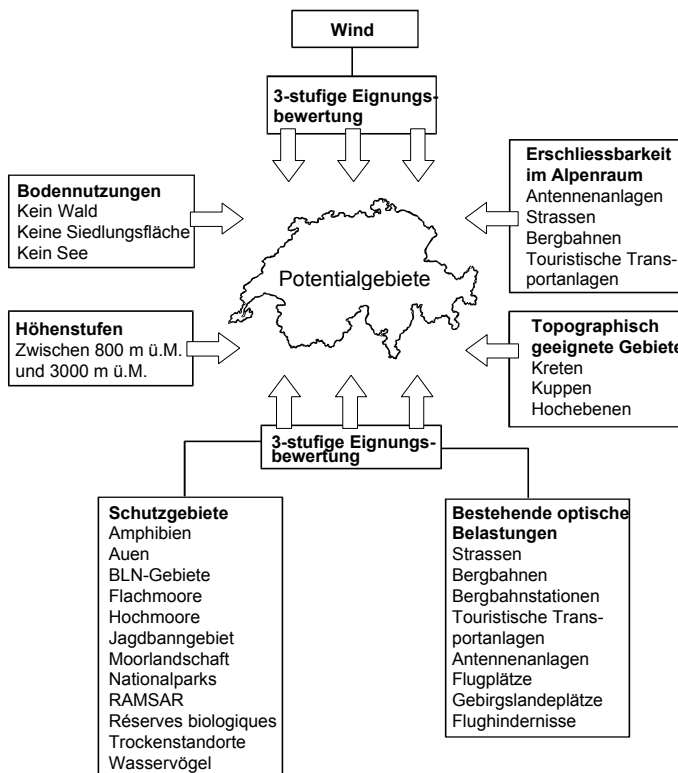 Wind
3-stufige Eignungs-
bewertung
Bodennutzungen
Kein Wald
Keine Siedlungsfläche
Kein See
Erschliessbarkeit
im Alpenraum
Antennenanlagen
Strassen
Bergbahnen
Touristische Trans-
portanlagen
Potentialgebiete
Höhenstufen
Zwischen 800 m ü.M.
und 3000 m ü.M.
Topographisch
geeignete Gebiete
Kreten
Kuppen
Hochebenen
3-stufige Eignungs-
bewertung
Schutzgebiete
Amphibien
Auen
BLN-Gebiete
Flachmoore
Hochmoore
Jagdbanngebiet
Moorlandschaft
Nationalparks
RAMSAR
Réserves biologiques
Trockenstandorte
Wasservögel
Bestehende optische
Belastungen
Strassen
Bergbahnen
Bergbahnstationen
Touristische Trans-
portanlagen
Antennenanlagen
Flugplätze
Gebirgslandeplätze
Flughindernisse